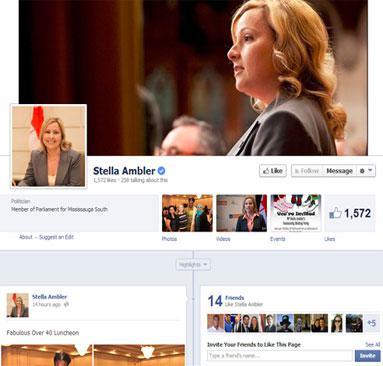 Stella Ambler
1,572 likes · 258 talking about this
Like
Follow
Message
Politician
Member of Parliament for Mississauga South
About – Suggest an Edit
You're Invited
1,572
Photos
Videos
Events
Likes
Highlights
Stella Ambler
14 hours ago
Fabulous Over 40 Luncheon
14 Friends
Like Stella Ambler
+5
Invite Your Friends to Like This Page
See All
Type a friend's name...
Invite